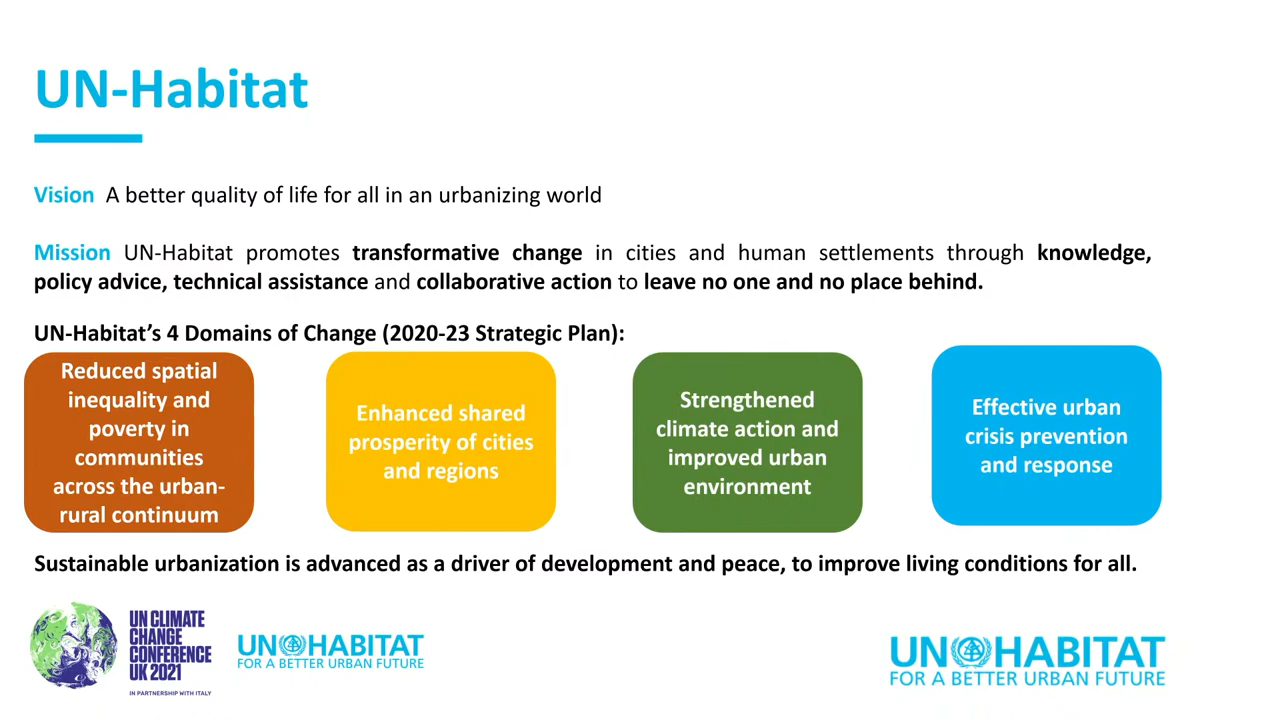 UN-Habitat
Vision A better quality of life for all in an urbanizing world
Mission UN-Habitat promotes transformative change in cities and human settlements through knowledge,
policy advice, technical assistance and collaborative action to leave no one and no place behind.
UN-Habitat’s 4 Domains of Change (2020-23 Strategic Plan):
Reduced spatial
inequality and
poverty in
communities
across the urban-
rural continuum
Enhanced shared
prosperity of cities
and regions
Strengthened
climate action and
improved urban
environment
Effective urban
crisis prevention
and response
Sustainable urbanization is advanced as a driver of development and peace, to improve living conditions for all.
UN CLIMATE
CHANGE
CONFERENCE
UK 2021
IN PARTNERSHIP WITH ITALY
UN HABITAT
FOR A BETTER URBAN FUTURE
UN HABITAT
FOR A BETTER URBAN FUTURE